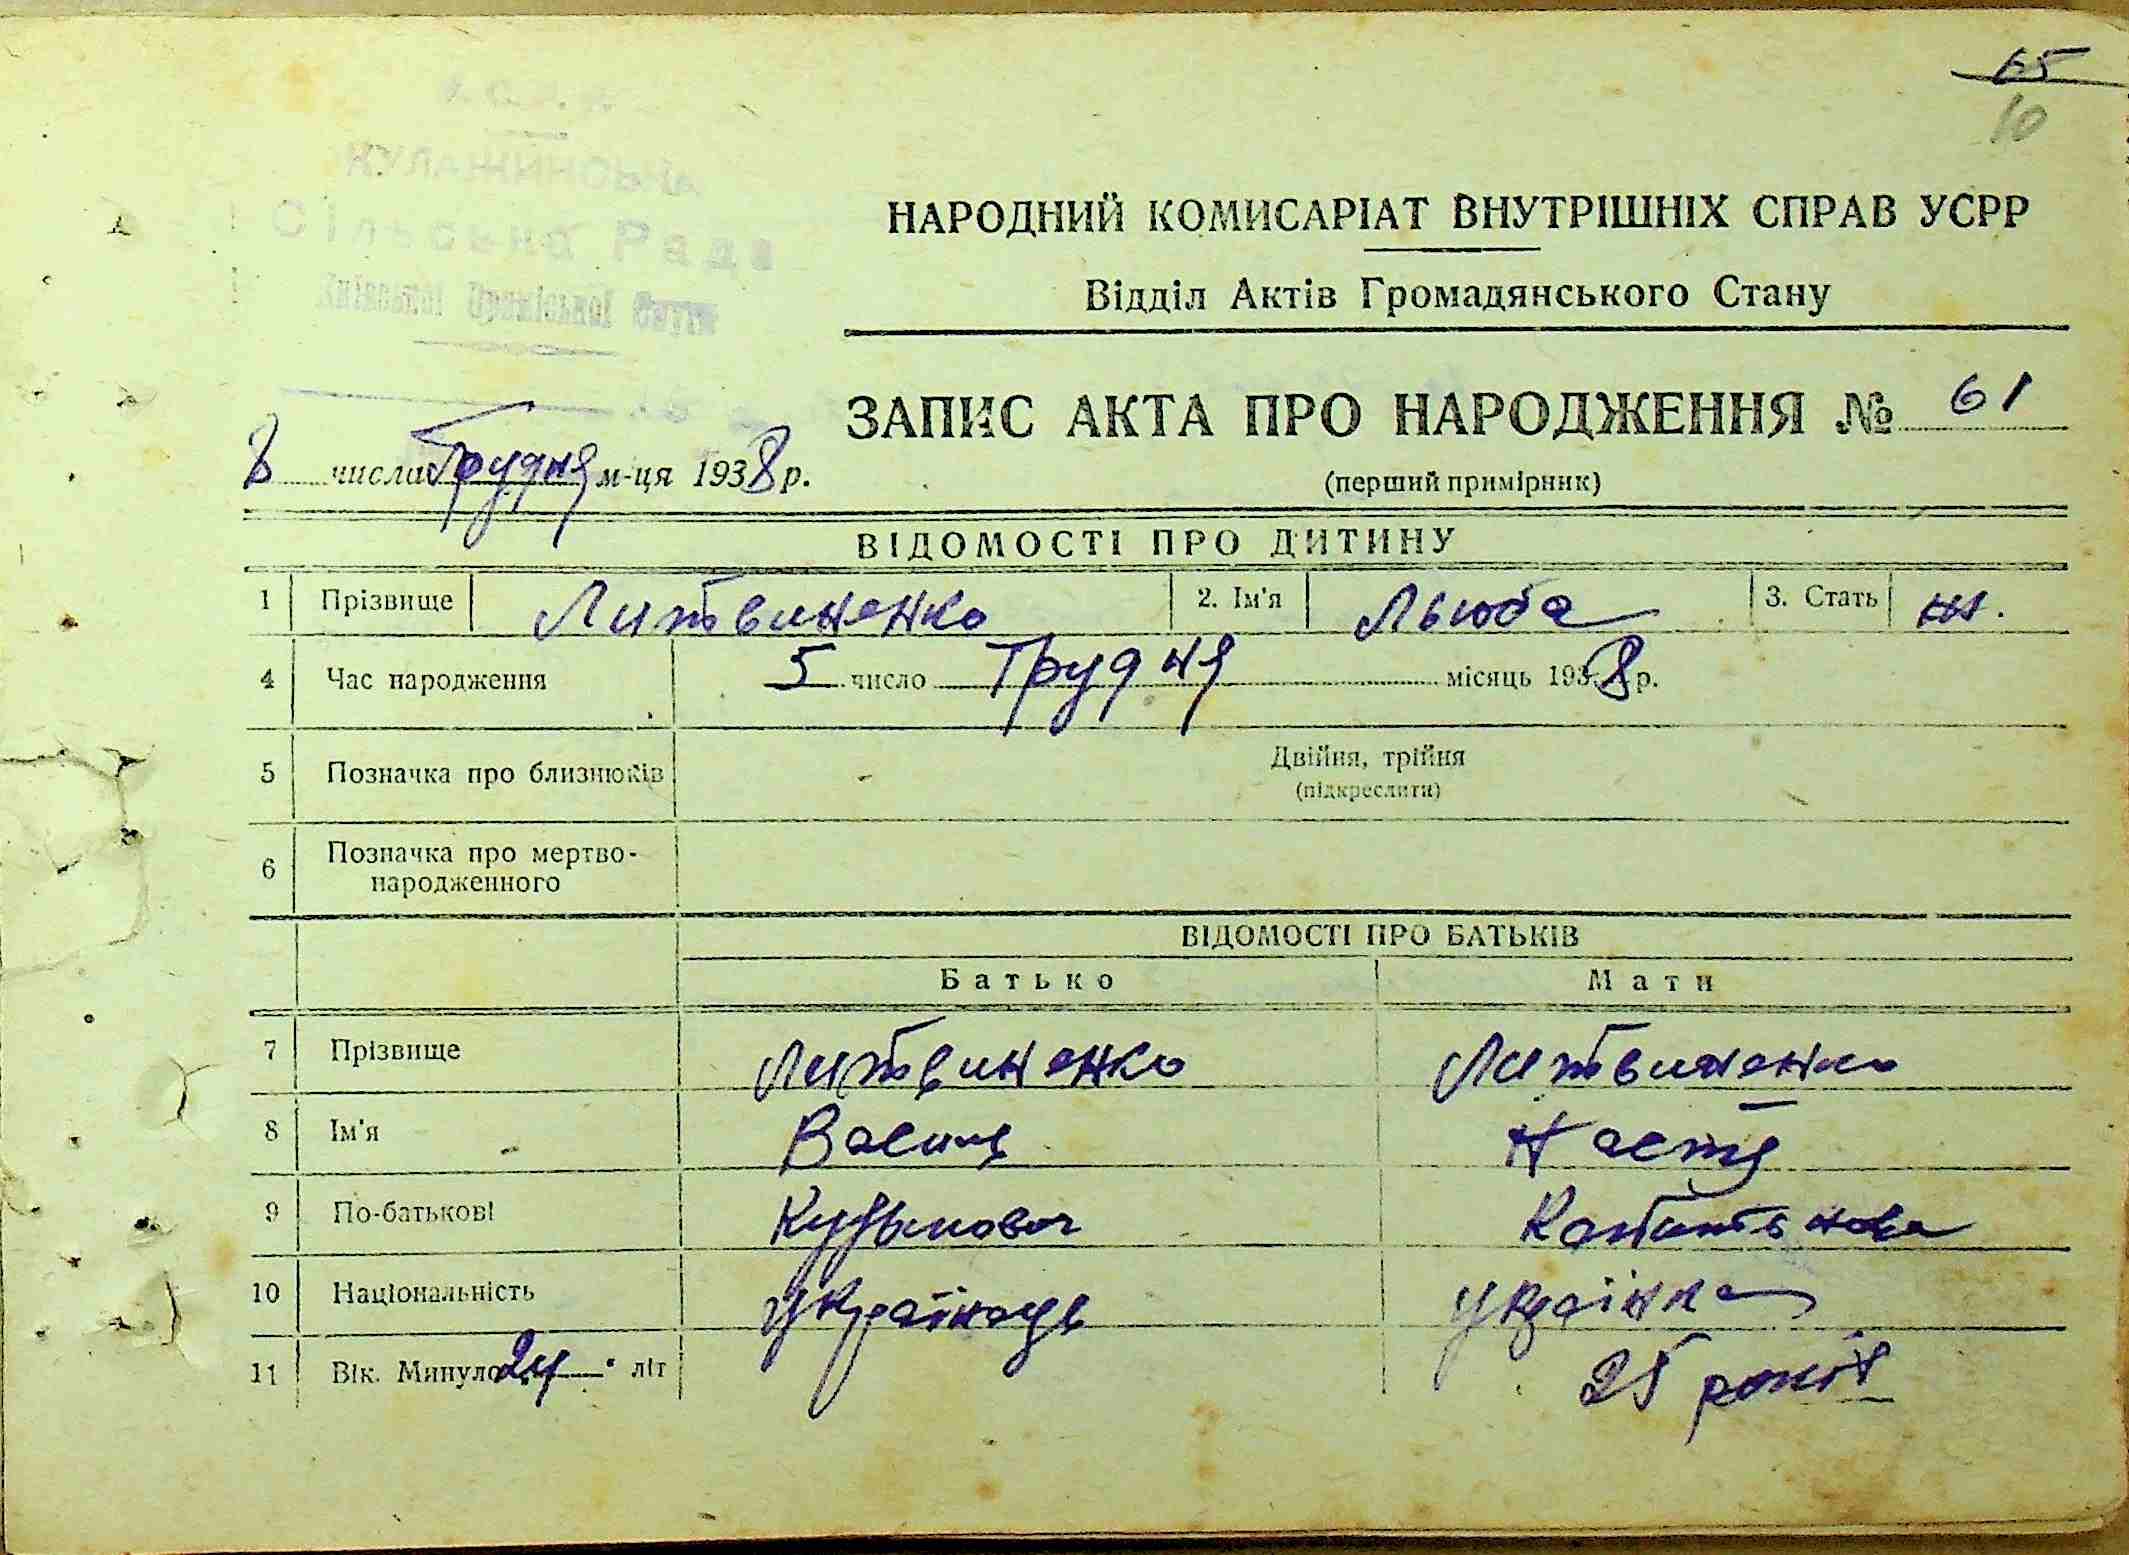 65
10
КУЛАЖИНСЬКА
Сільська Рада
НАРОДНИЙ КОМИСАРІАТ ВНУТРІШНІХ СПРАВ УСРР
Відділ Актів Громадянського Стану
ЗАПИС АКТА ПРО НАРОДЖЕННЯ № 61
(перший примірник)
8 числа Грудня м-ця 1938 р.
ВІДОМОСТІ ПРО ДИТИНУ
1 Прізвище Литвиненко 2. Ім'я Льюба 3. Стать ж.
4 Час народження 5 число Грудня місяць 1938 р.
5 Позначка про близнюків Двійня, трійня
(підкреслити)
6 Позначка про мертво-
народженного
ВІДОМОСТІ ПРО БАТЬКІВ
Батько Мати
7 Прізвище Литвиненко Литвиненко
8 Ім'я Василь Настя
9 По-батькові Кузьмович
10 Національність українець українка
11 Вік. Минуло 24 літ 25 років